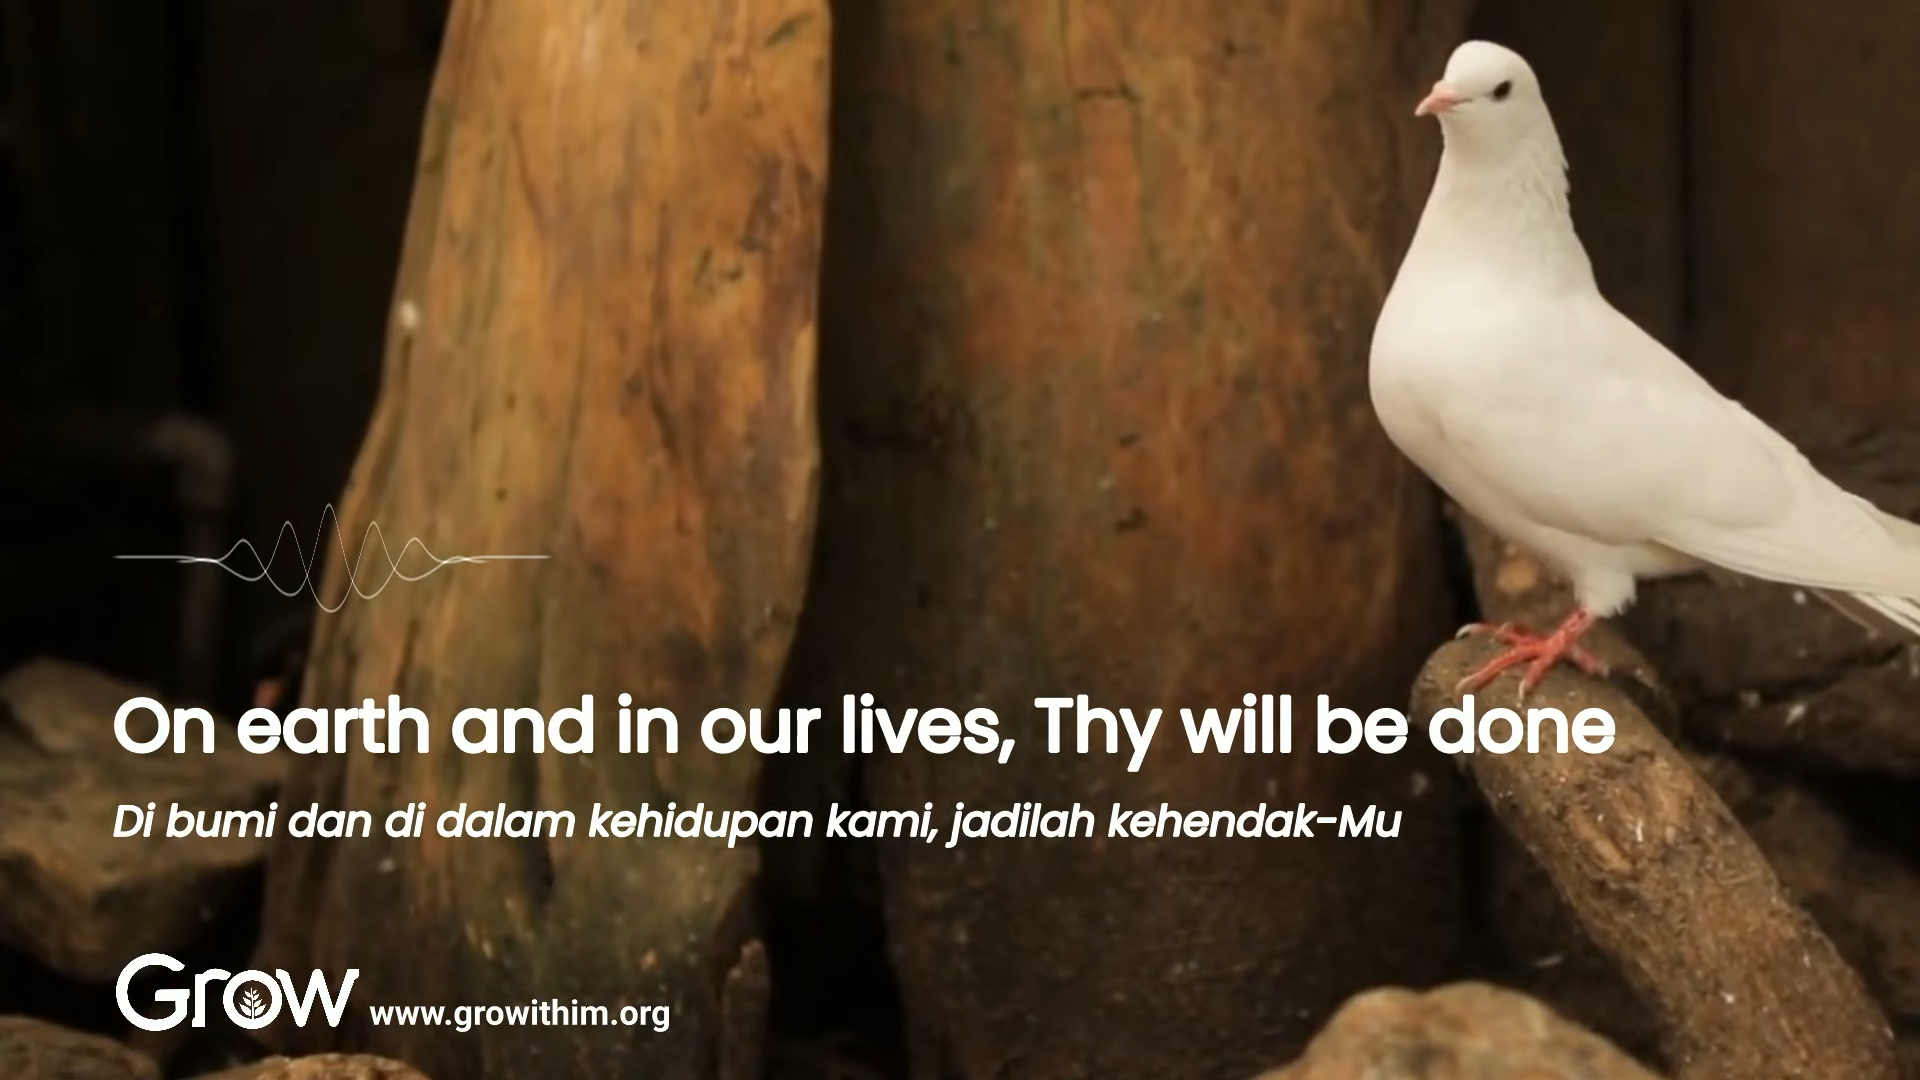 On earth and in our lives, Thy will be done
Di bumi dan di dalam kehidupan kami, jadilah kehendak-Mu
Grow www.growithim.org